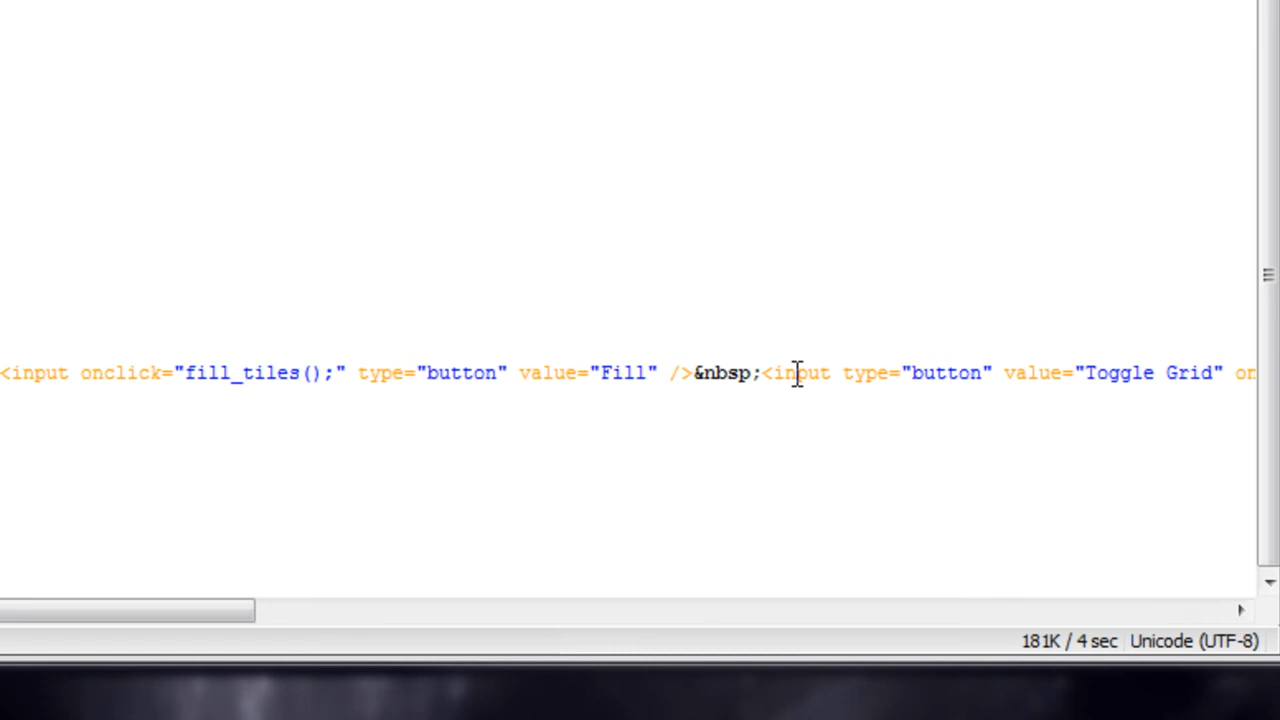 <input onclick="fill_tiles();" type="button" value="Fill" />&nbsp;<input type="button" value="Toggle Grid" on
181K / 4 sec Unicode (UTF-8)